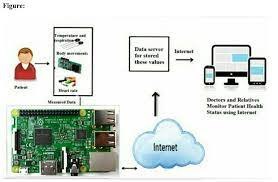 Figure:
Temperature and
respiration
Body movements
Heart rate
Patient
Measured Data
Data server
for stored
these values
Internet
Doctors and Relatives
Monitor Patient Health
Status using Internet
Internet